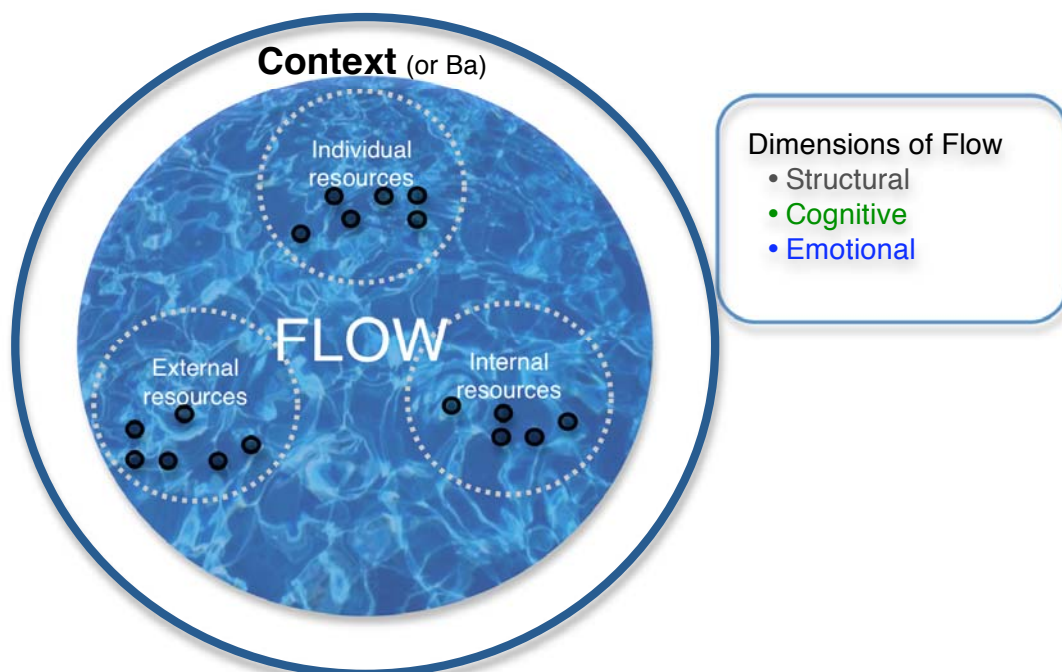 Context (or Ba)
Individual
resources
FLOW
External
resources
Internal
resources
Dimensions of Flow
• Structural
• Cognitive
• Emotional